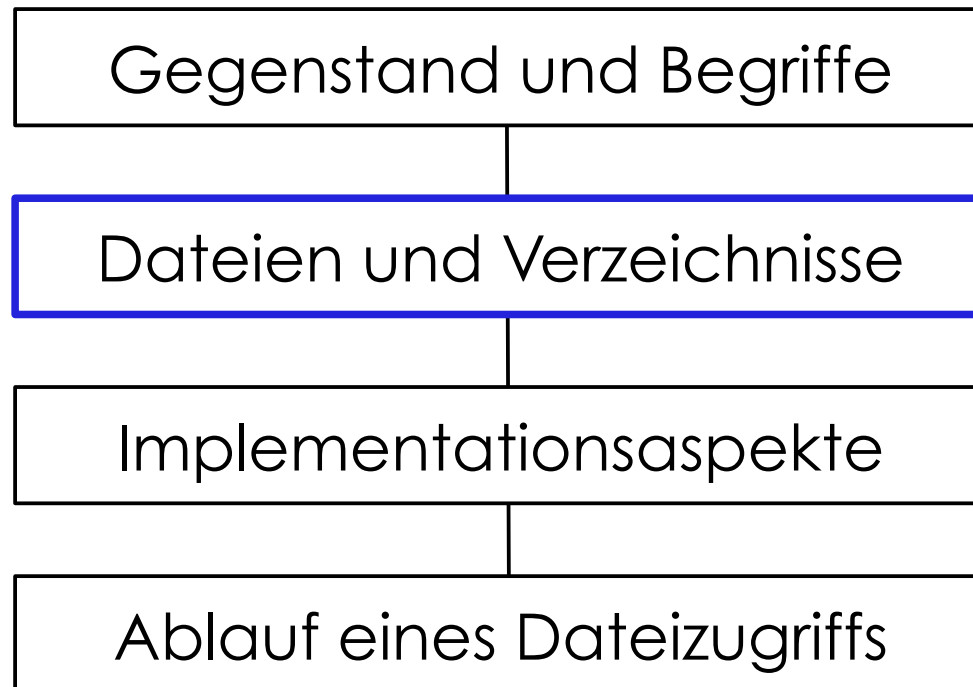 Gegenstand und Begriffe
Dateien und Verzeichnisse
Implementationsaspekte
Ablauf eines Dateizugriffs